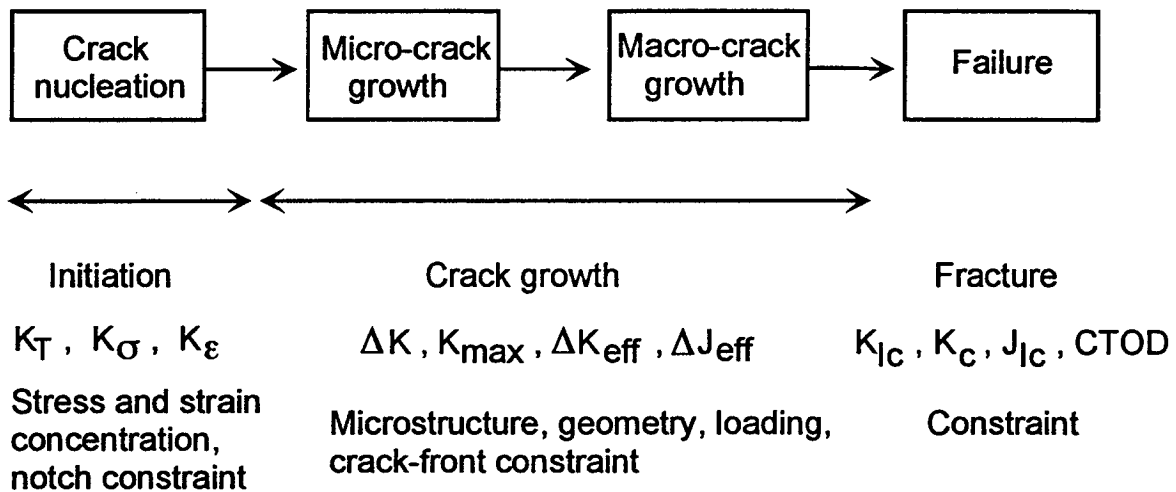 Crack
nucleation
Micro-crack
growth
Macro-crack
growth
Failure
Initiation
Crack growth
Fracture
K_T , K_σ , K_ε
ΔK , K_max , ΔK_eff , ΔJ_eff
K_Ic , K_c , J_Ic , CTOD
Stress and strain
concentration,
notch constraint
Microstructure, geometry, loading,
crack-front constraint
Constraint